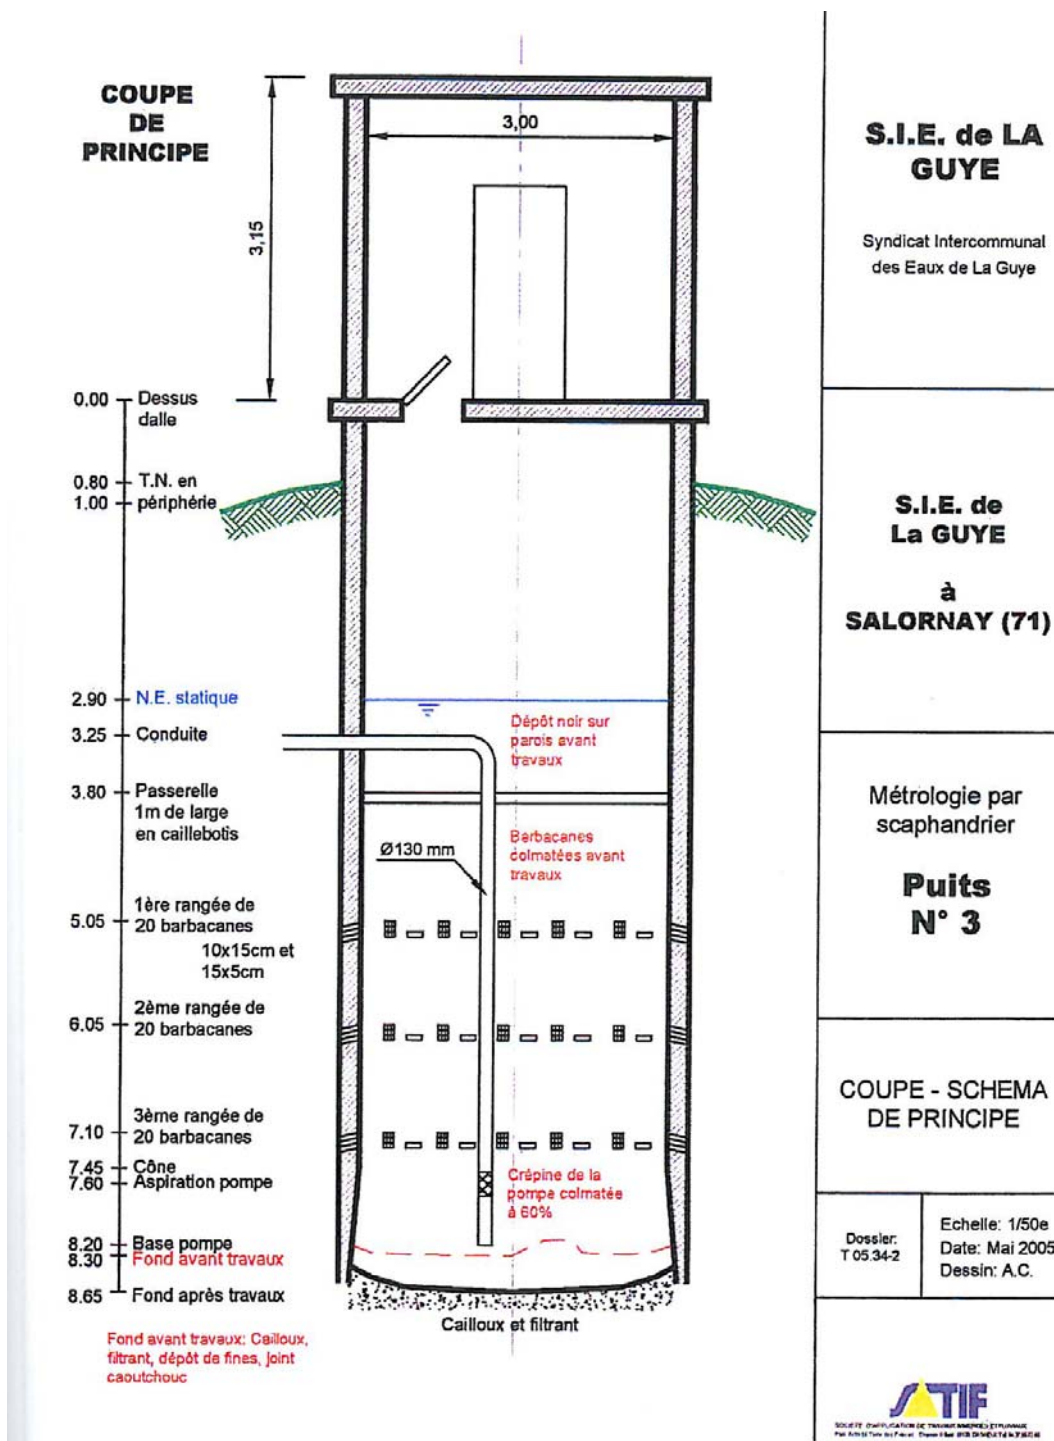 COUPE
DE
PRINCIPE
3,00
3,15
0,00 Dessus
dalle
0.80 T.N. en
1.00 périphérie
2.90 N.E. statique
3.25 Conduite
3.80 Passerelle
1m de large
en caillebotis
Ø130 mm
5.05 1ère rangée de
20 barbacanes
10x15cm et
15x5cm
6.05 2ème rangée de
20 barbacanes
7.10 3ème rangée de
20 barbacanes
7.45 Cône
7.60 Aspiration pompe
8.20 Base pompe
8.30 Fond avant travaux
8.65 Fond après travaux
Fond avant travaux: Cailloux,
filtrant, dépôt de fines, joint
caoutchouc
Dépôt noir sur
parois avant
travaux
Barbacanes
colmatées avant
travaux
Crépine de la
pompe colmatée
à 60%
Cailloux et filtrant
S.I.E. de LA
GUYE
Syndicat Intercommunal
des Eaux de La Guye
S.I.E. de
La GUYE
à
SALORNAY (71)
Métrologie par
scaphandrier
Puits
N° 3
COUPE - SCHEMA
DE PRINCIPE
Dossier:
T 05.34-2
Echelle: 1/50e
Date: Mai 2005
Dessin: A.C.
SATIF